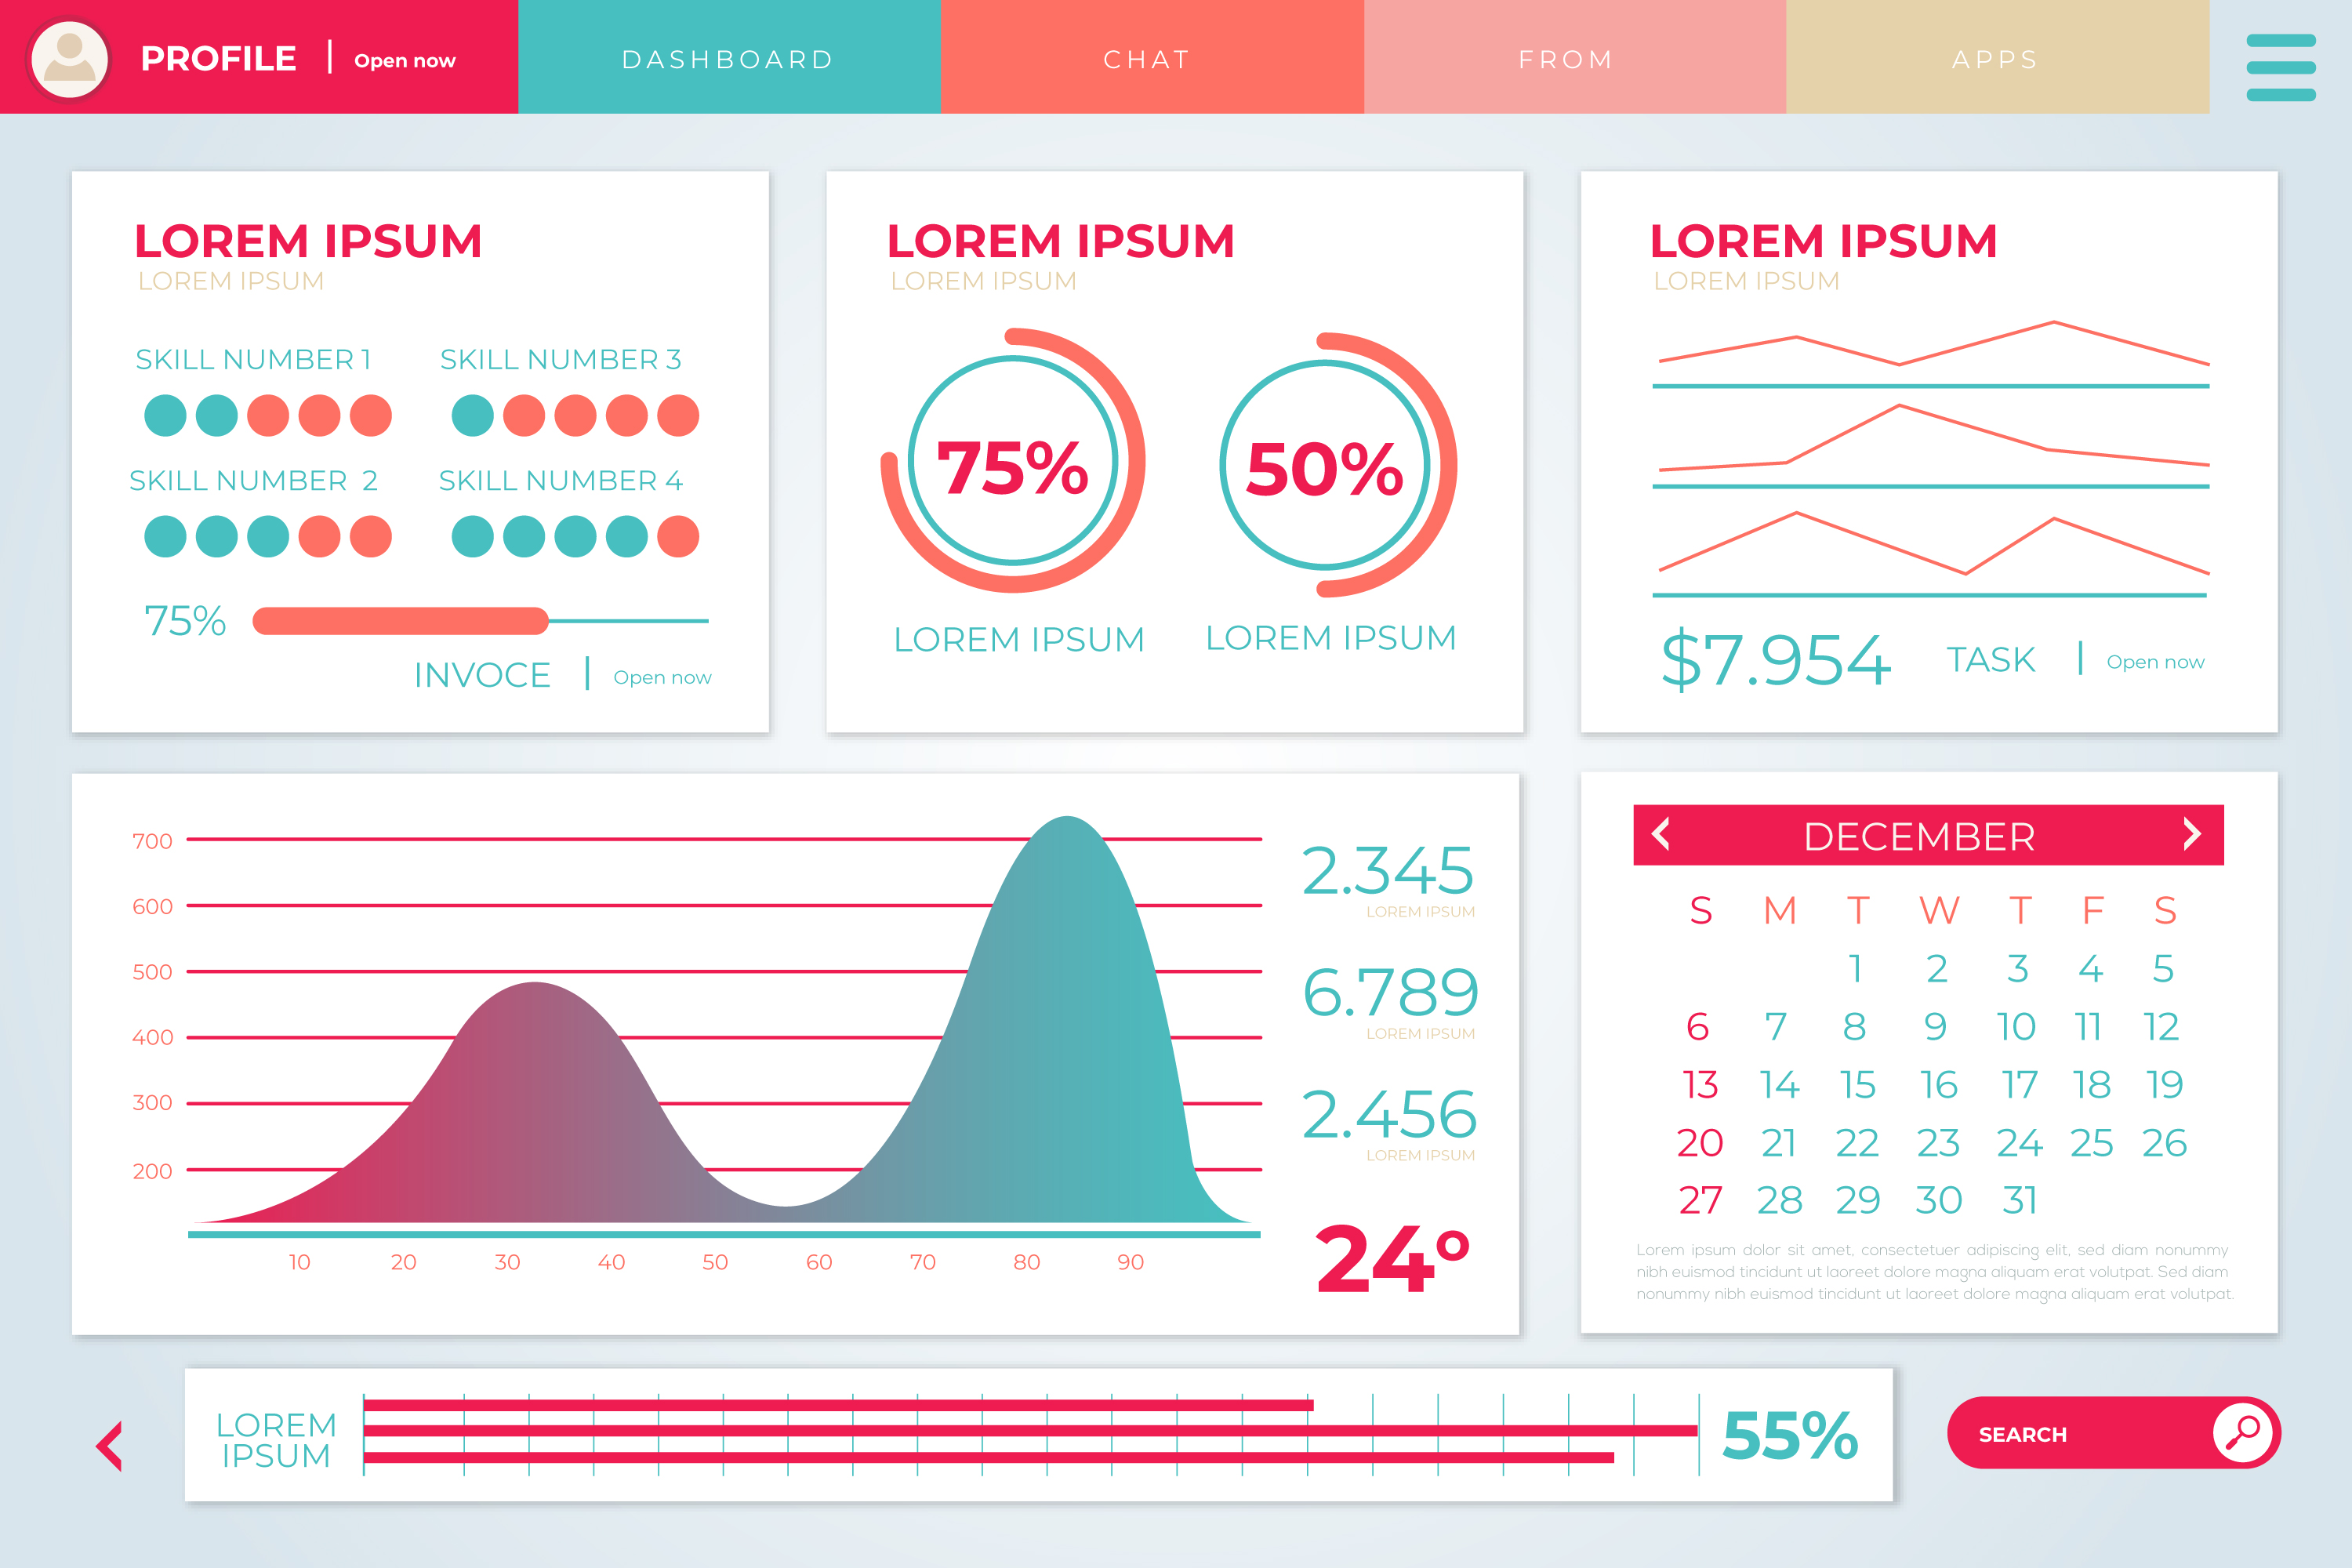 PROFILE | Open now
DASHBOARD
CHAT
FROM
APPS
LOREM IPSUM
LOREM IPSUM
SKILL NUMBER 1
SKILL NUMBER 3
SKILL NUMBER 2
SKILL NUMBER 4
75%
INVOCE | Open now
LOREM IPSUM
LOREM IPSUM
75%
50%
LOREM IPSUM
LOREM IPSUM
LOREM IPSUM
LOREM IPSUM
$7.954
TASK | Open now
700
600
500
400
300
200
10 20 30 40 50 60 70 80 90
2.345
LOREM IPSUM
6.789
LOREM IPSUM
2.456
LOREM IPSUM
24°
DECEMBER
S M T W T F S
1 2 3 4 5
6 7 8 9 10 11 12
13 14 15 16 17 18 19
20 21 22 23 24 25 26
27 28 29 30 31
Lorem ipsum dolor sit amet, consectetuer adipiscing elit, sed diam nonummy
nibh euismod tincidunt ut laoreet dolore magna aliquam erat volutpat. Sed diam
nonummy nibh euismod tincidunt ut laoreet dolore magna aliquam erat volutpat.
LOREM
IPSUM
55%
SEARCH